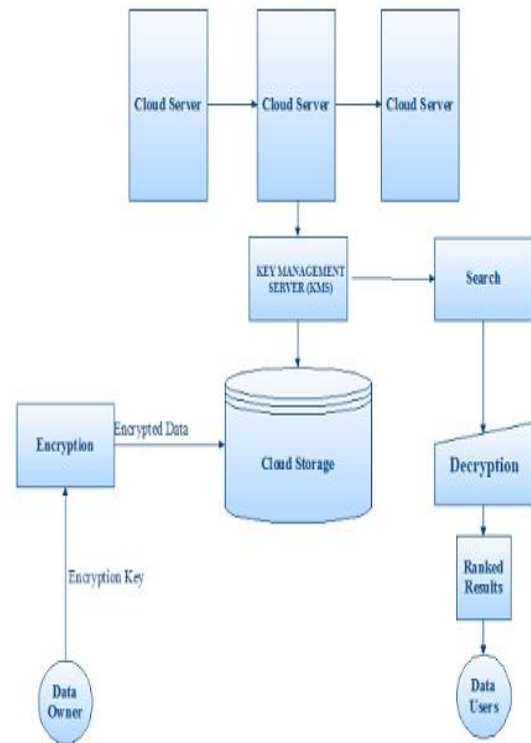 Cloud Server
Cloud Server
Cloud Server
KEY MANAGEMENT
SERVER (KMS)
Search
Encryption
Encrypted Data
Cloud Storage
Decryption
Encryption Key
Ranked
Results
Data
Owner
Data
Users